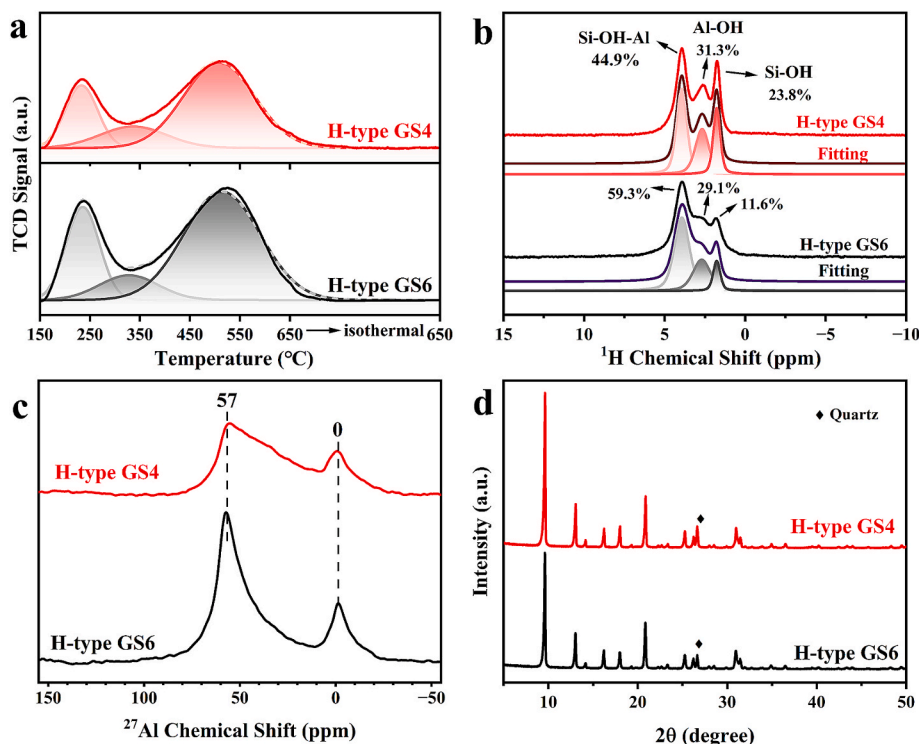 a
H-type GS4
H-type GS6
TCD Signal (a.u.)
150 250 350 450 550 650 isothermal 650
Temperature (°C)
b
Si-OH-Al
44.9%
Al-OH
31.3%
Si-OH
23.8%
H-type GS4
Fitting
59.3%
29.1%
11.6%
H-type GS6
Fitting
15 10 5 0 −5 −10
¹H Chemical Shift (ppm)
c
57
0
H-type GS4
H-type GS6
150 100 50 0 −50
²⁷Al Chemical Shift (ppm)
d
♦ Quartz
H-type GS4
H-type GS6
Intensity (a.u.)
10 20 30 40 50
2θ (degree)